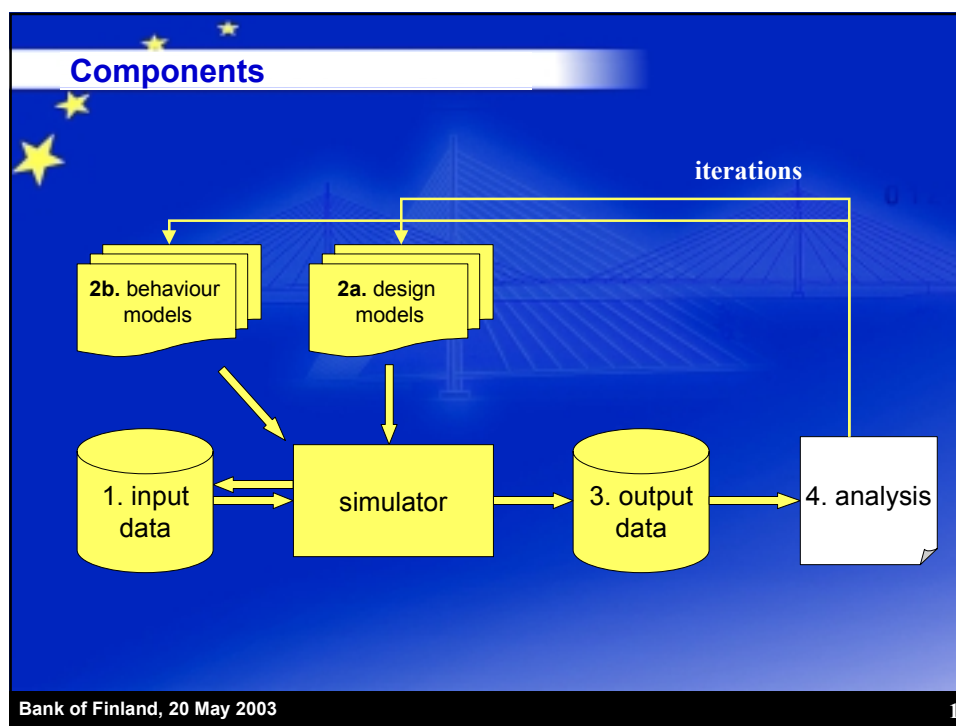 Components
iterations
2b. behaviour
models
2a. design
models
1. input
data
simulator
3. output
data
4. analysis
Bank of Finland, 20 May 2003
1